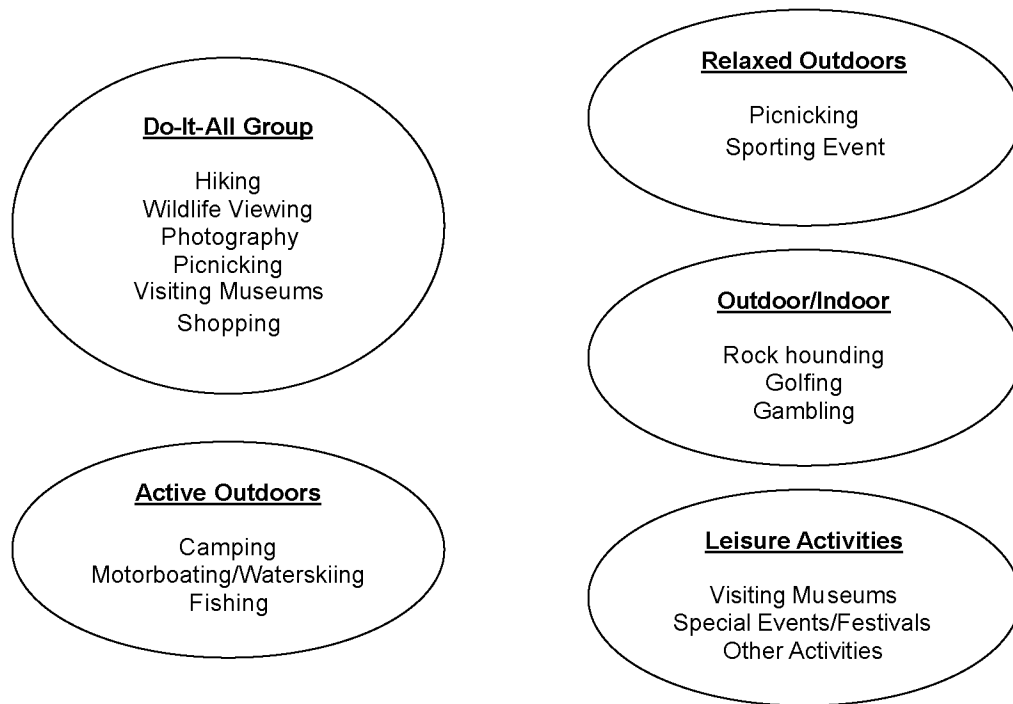 Do-It-All Group
Hiking
Wildlife Viewing
Photography
Picnicking
Visiting Museums
Shopping
Active Outdoors
Camping
Motorboating/Waterskiing
Fishing
Relaxed Outdoors
Picnicking
Sporting Event
Outdoor/Indoor
Rock hounding
Golfing
Gambling
Leisure Activities
Visiting Museums
Special Events/Festivals
Other Activities